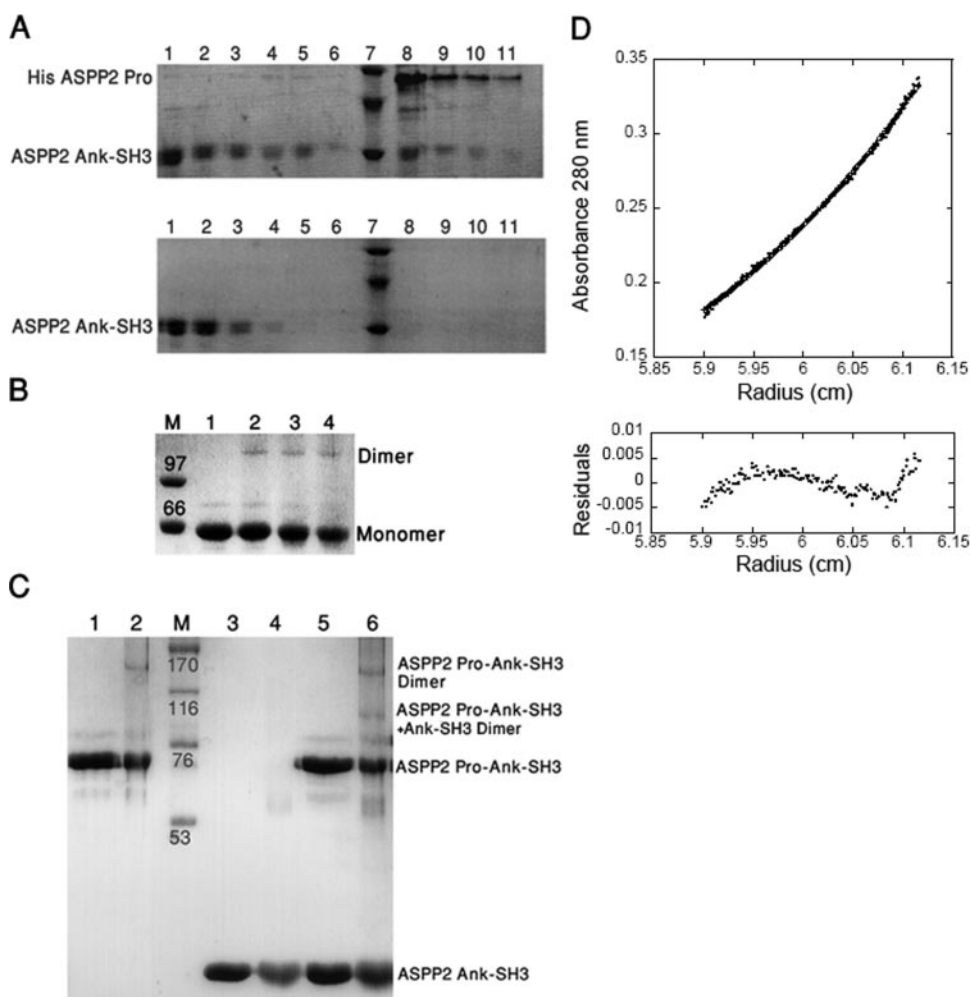 A
1 2 3 4 5 6 7 8 9 10 11
His ASPP2 Pro
ASPP2 Ank-SH3
1 2 3 4 5 6 7 8 9 10 11
ASPP2 Ank-SH3
B
M 1 2 3 4
97
66
Dimer
Monomer
C
1 2 M 3 4 5 6
170
116
76
53
ASPP2 Pro-Ank-SH3
Dimer
ASPP2 Pro-Ank-SH3
+Ank-SH3 Dimer
ASPP2 Pro-Ank-SH3
ASPP2 Ank-SH3
D
Absorbance 280 nm
0.35
0.3
0.25
0.2
0.15
5.85 5.9 5.95 6 6.05 6.1 6.15
Radius (cm)
Residuals
0.01
0.005
0
-0.005
-0.01
5.85 5.9 5.95 6 6.05 6.1 6.15
Radius (cm)